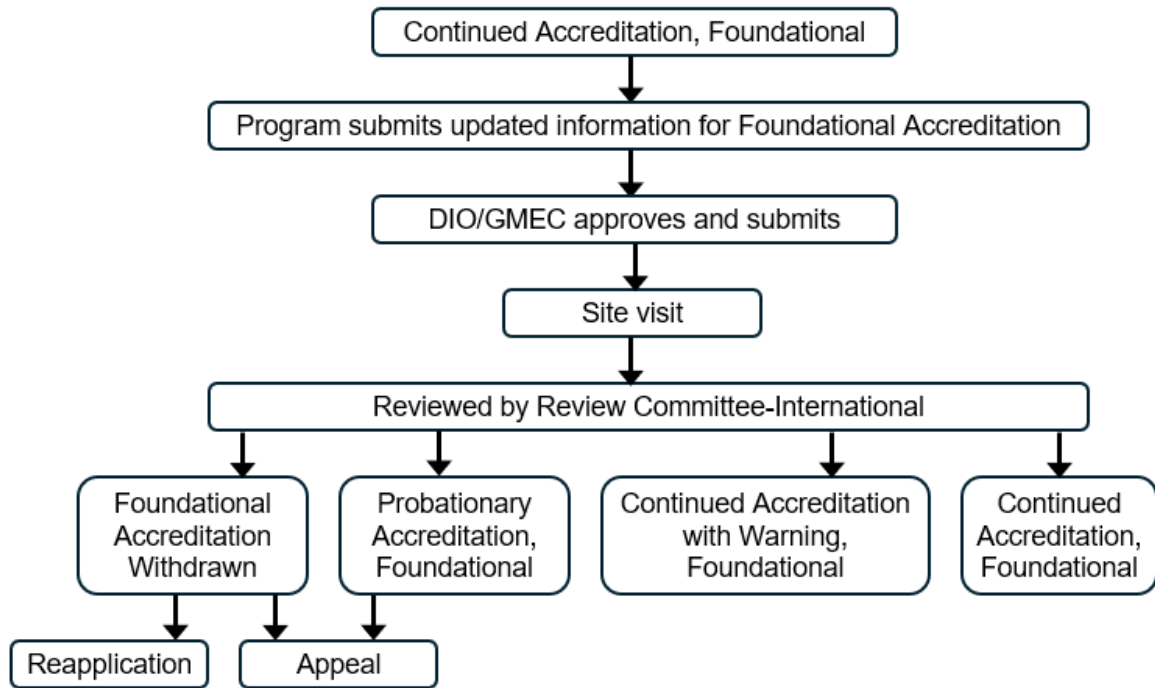 Continued Accreditation, Foundational
Program submits updated information for Foundational Accreditation
DIO/GMEC approves and submits
Site visit
Reviewed by Review Committee-International
Foundational
Accreditation
Withdrawn
Probationary
Accreditation,
Foundational
Continued Accreditation
with Warning,
Foundational
Continued
Accreditation,
Foundational
Reapplication
Appeal